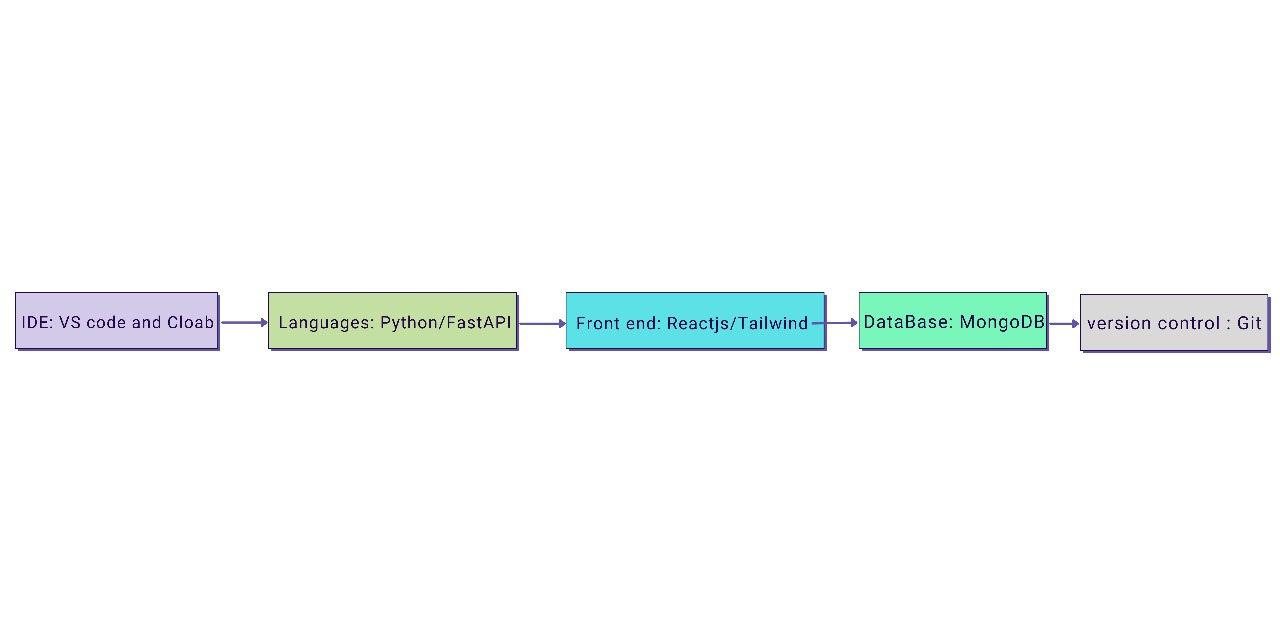 IDE: VS code and Cloab
Languages: Python/FastAPI
Front end: Reactjs/Tailwind
DataBase: MongoDB
version control : Git